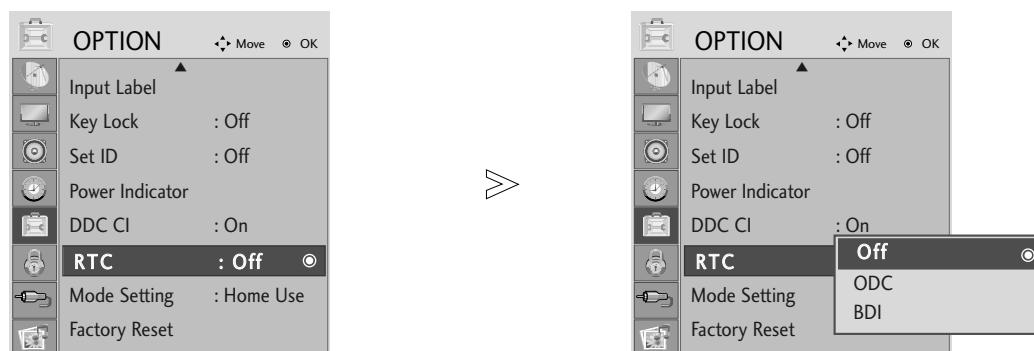 OPTION Move OK
Input Label
Key Lock : Off
Set ID : Off
Power Indicator
DDC CI : On
RTC : Off
Mode Setting : Home Use
Factory Reset
OPTION Move OK
Input Label
Key Lock : Off
Set ID : Off
Power Indicator
DDC CI : On
RTC
Off
ODC
BDI
Mode Setting
Factory Reset